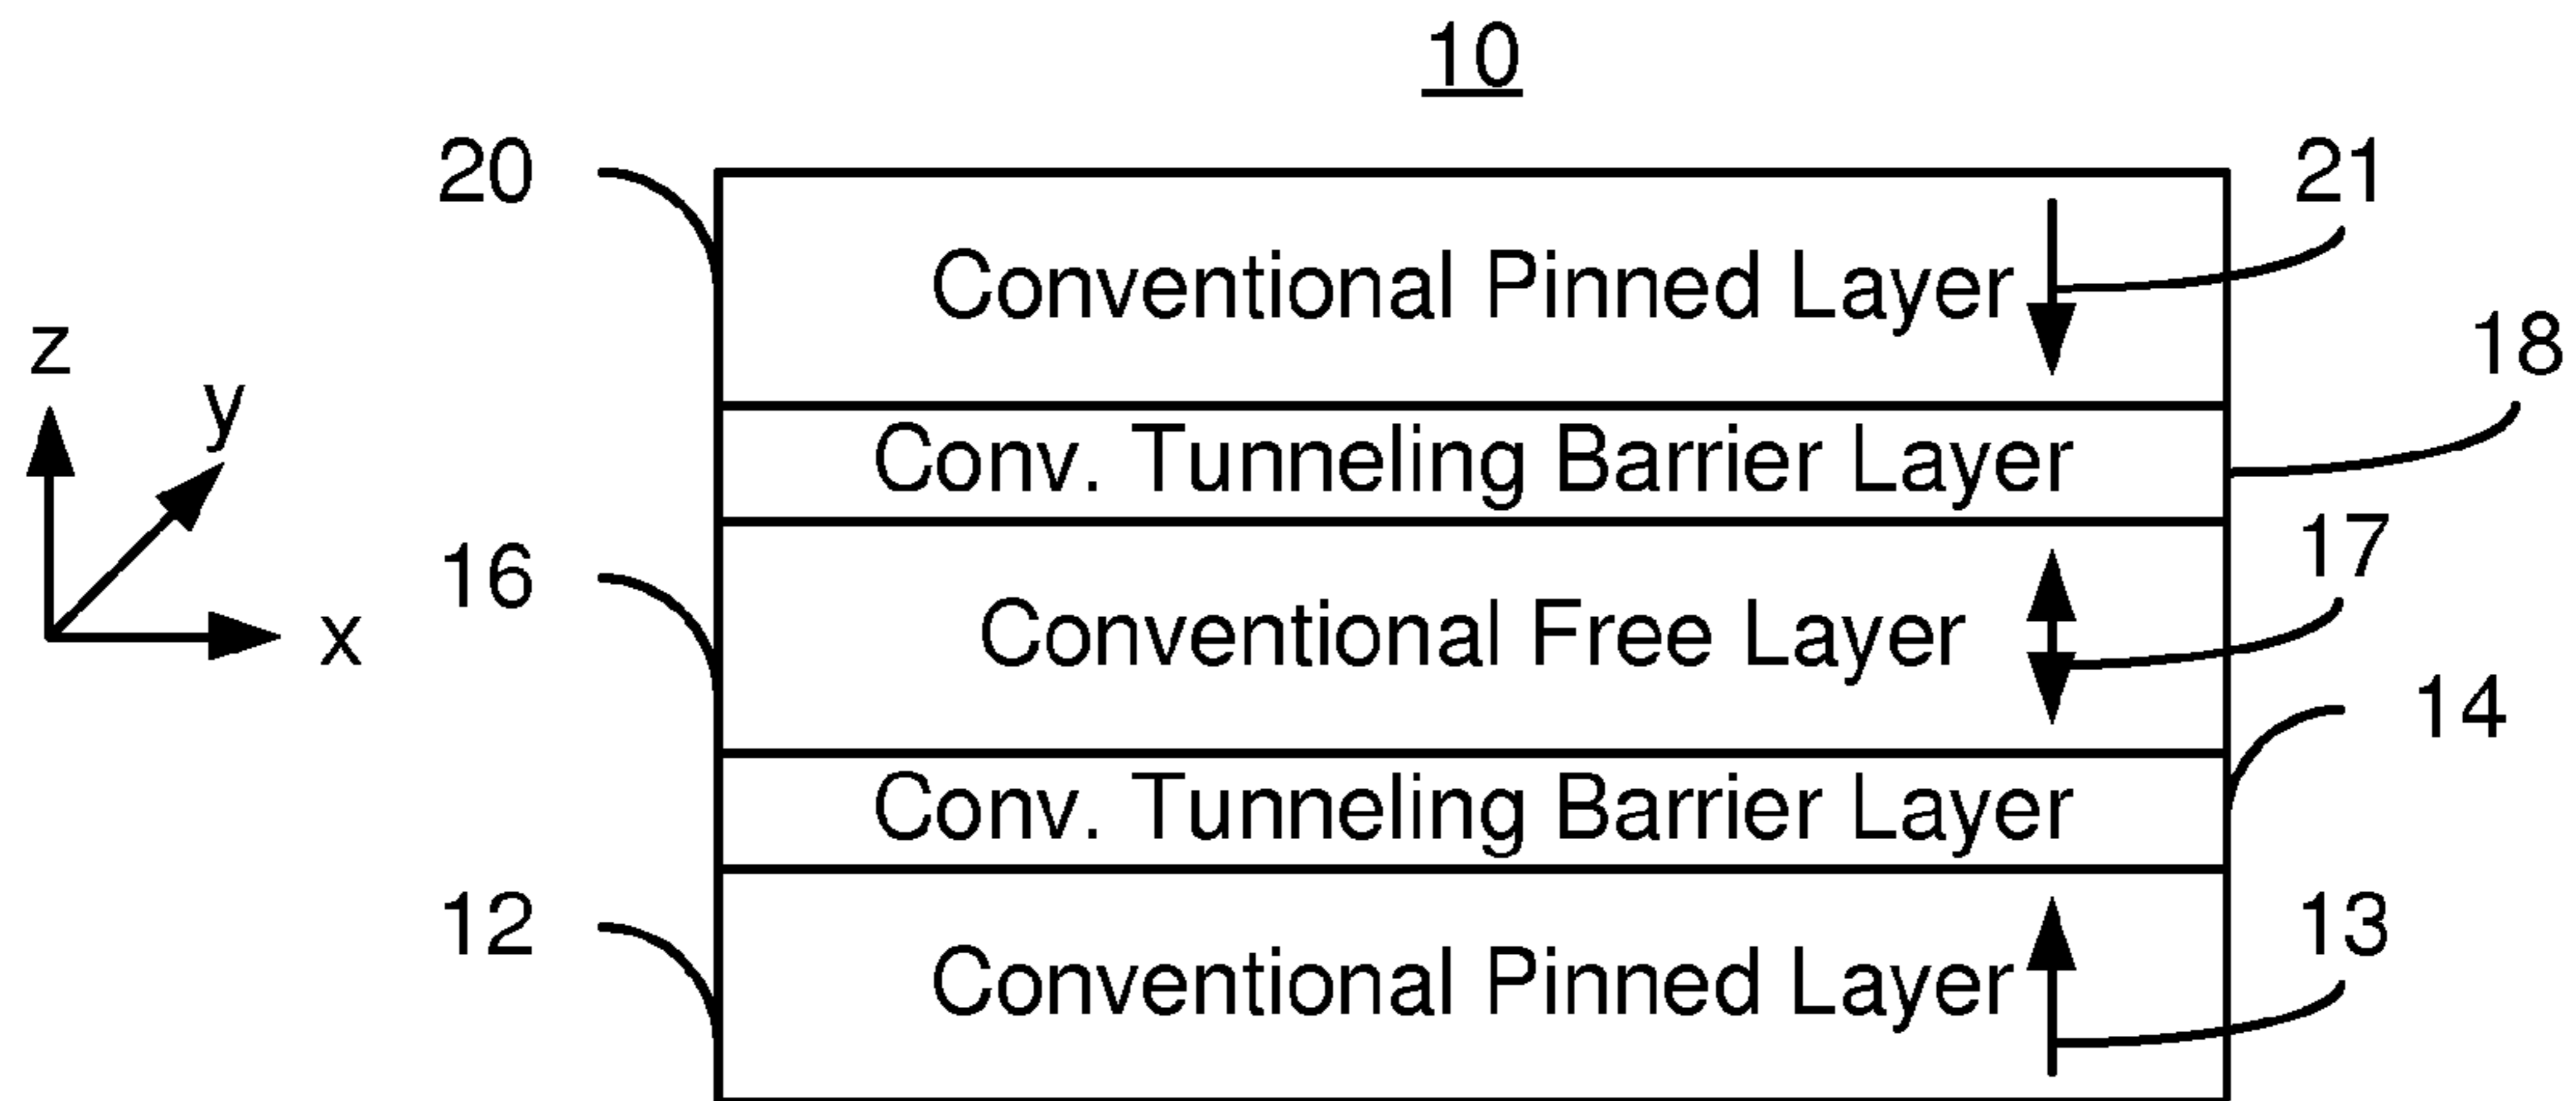 10
20
21
Conventional Pinned Layer
18
z
y
Conv. Tunneling Barrier Layer
16
17
x
Conventional Free Layer
14
Conv. Tunneling Barrier Layer
12
13
Conventional Pinned Layer